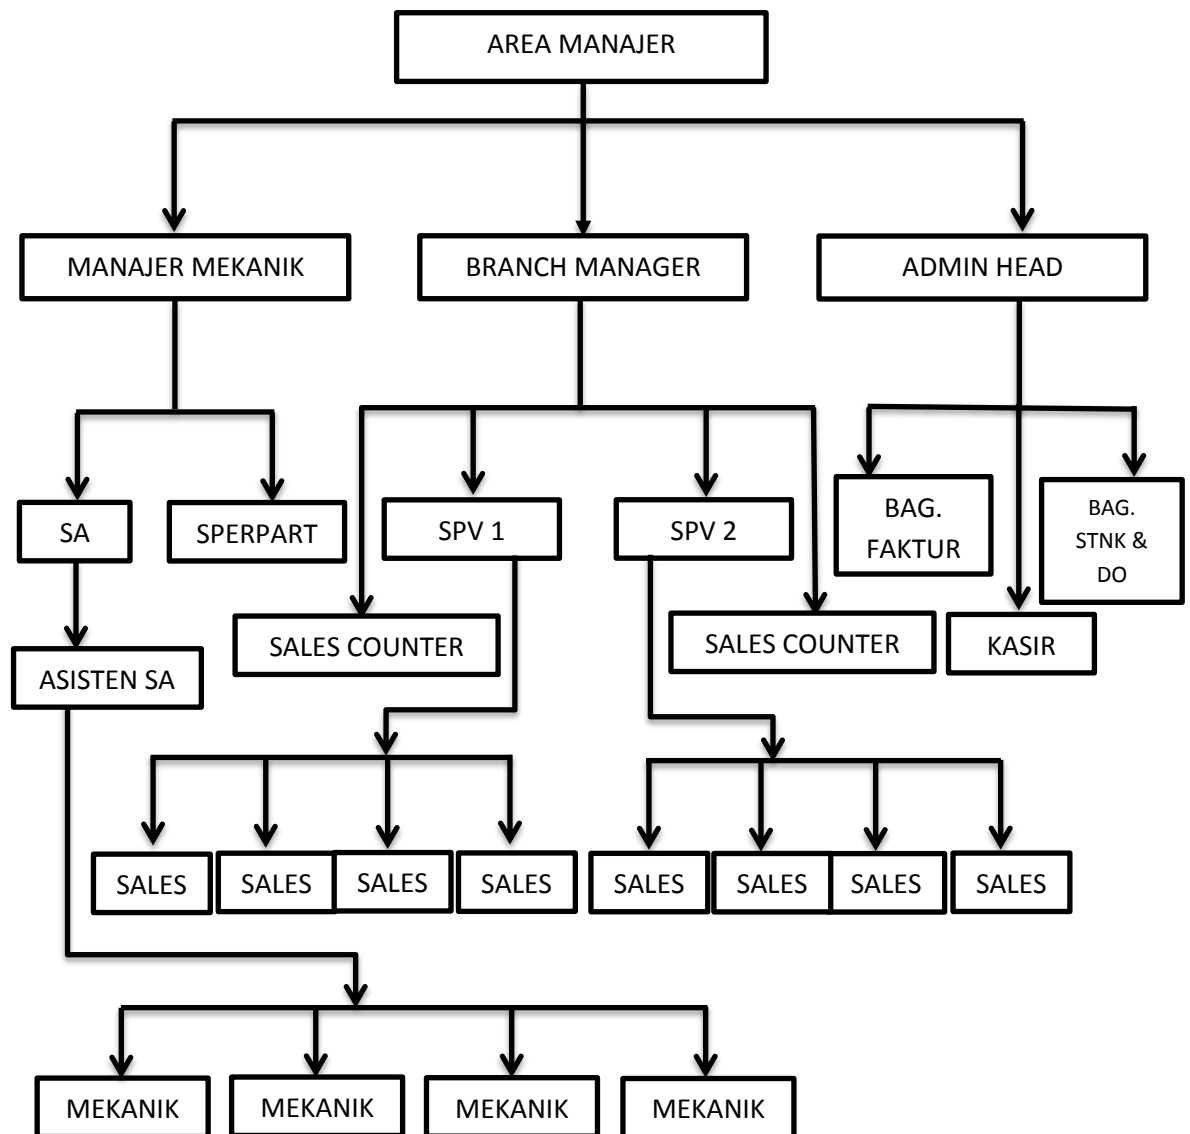 AREA MANAJER
MANAJER MEKANIK
BRANCH MANAGER
ADMIN HEAD
SA
SPERPART
SPV 1
SPV 2
BAG.
FAKTUR
BAG.
STNK &
DO
SALES COUNTER
SALES COUNTER
KASIR
ASISTEN SA
SALES
SALES
SALES
SALES
SALES
SALES
SALES
SALES
MEKANIK
MEKANIK
MEKANIK
MEKANIK